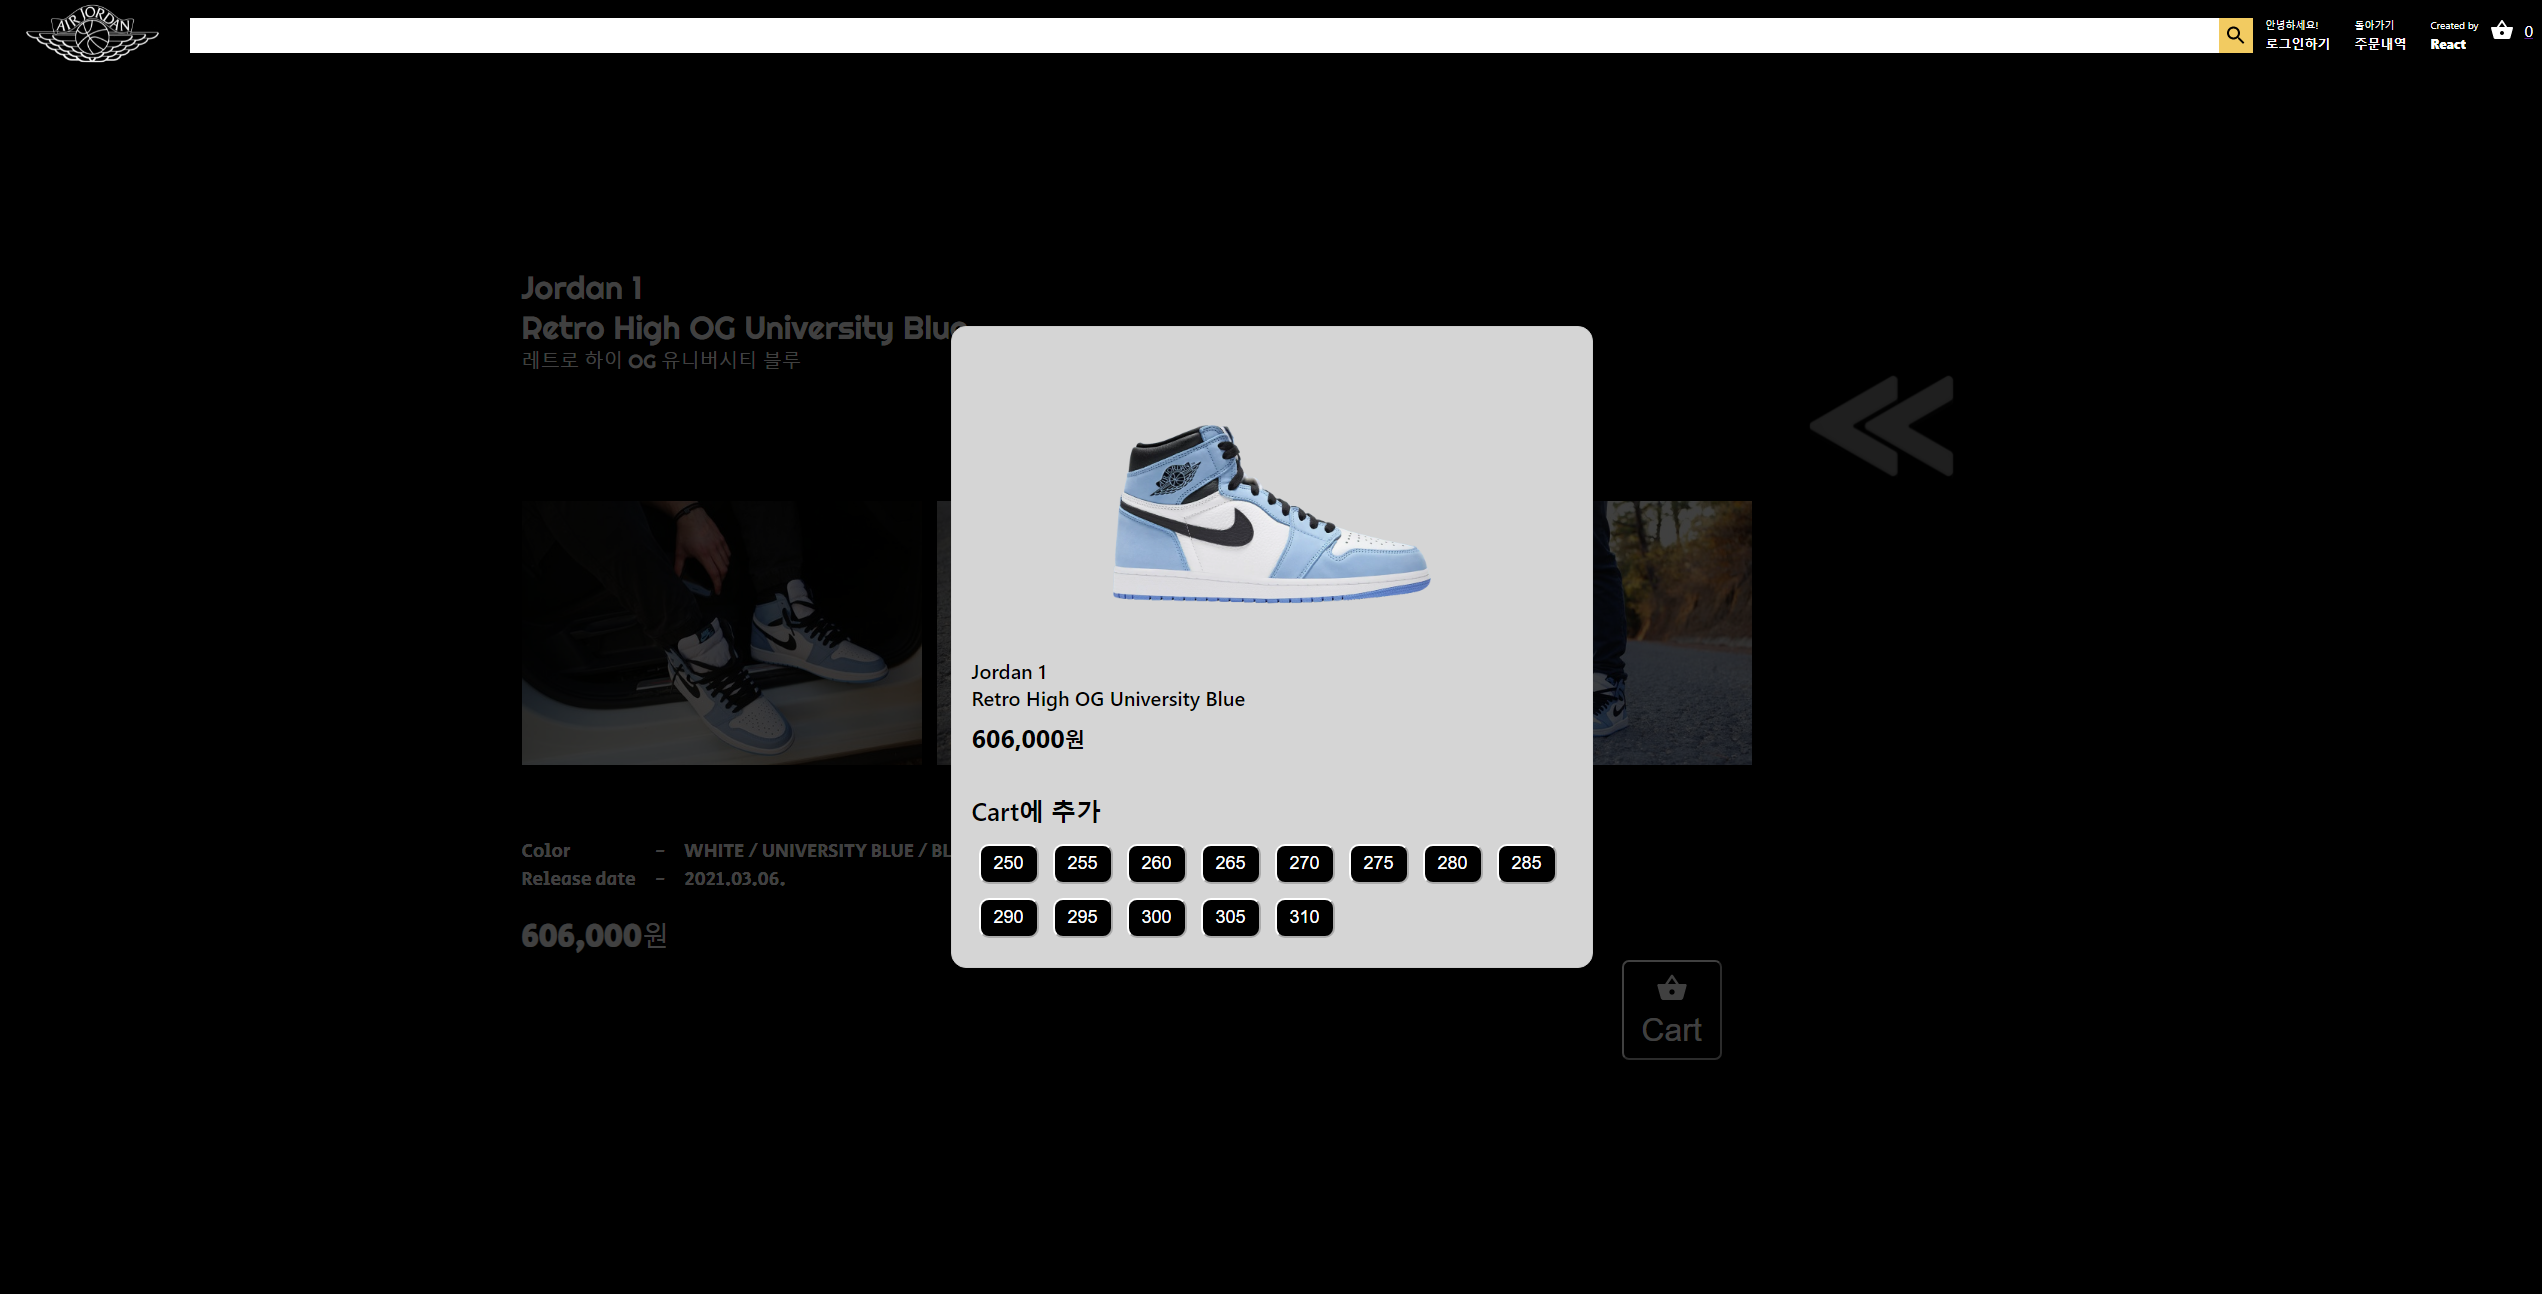 AIR JORDAN
안녕하세요!
로그인하기
돌아가기
주문내역
Created by
React
0
Jordan 1
Retro High OG University Blue
레트로 하이 OG 유니버시티 블루
Color - WHITE / UNIVERSITY BLUE / BL
Release date - 2021.03.06.
606,000원
Jordan 1
Retro High OG University Blue
606,000원
Cart에 추가
250 255 260 265 270 275 280 285
290 295 300 305 310
Cart